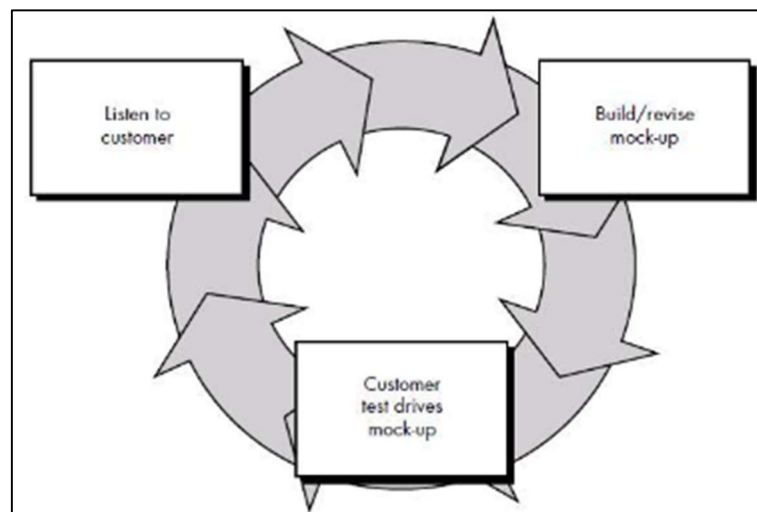 Listen to
customer
Build/revise
mock-up
Customer
test drives
mock-up